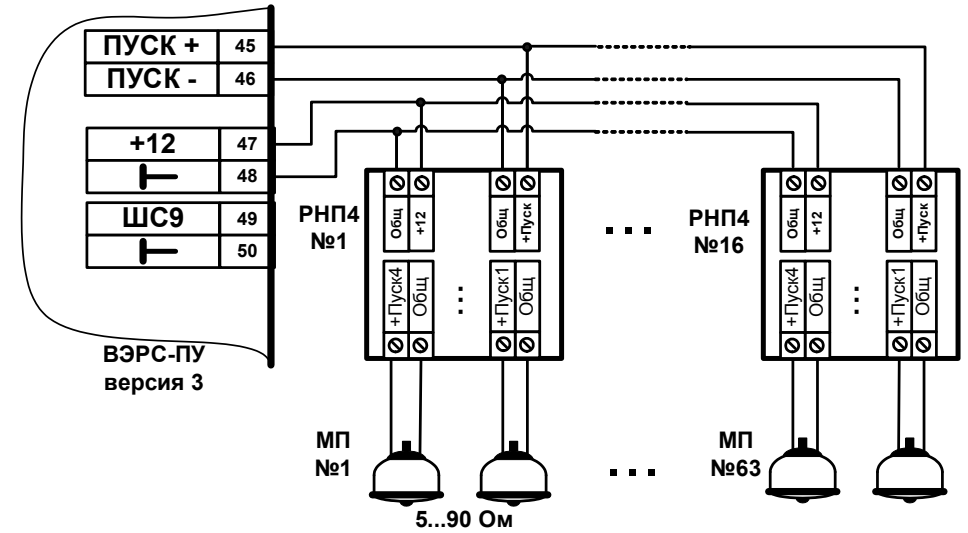 ПУСК + 45
ПУСК - 46
+12 47
48
ШС9 49
50
ВЭРС-ПУ
версия 3
РНП4
№1
Общ
+12
Общ
+Пуск
+Пуск4
Общ
...
+Пуск1
Общ
...
РНП4
№16
Общ
+12
Общ
+Пуск
+Пуск4
Общ
...
+Пуск1
Общ
МП
№1
...
МП
№63
5...90 Ом